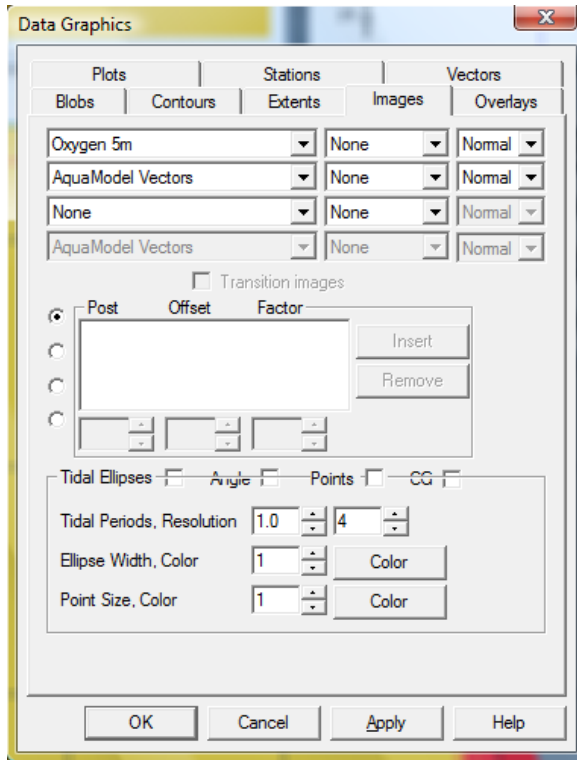 Data Graphics
Plots Stations Vectors
Blobs Contours Extents Images Overlays
Oxygen 5m None Normal
AquaModel Vectors None Normal
None None Normal
AquaModel Vectors None Normal
Transition images
Post Offset Factor
Insert
Remove
Tidal Ellipses Angle Points CG
Tidal Periods, Resolution 1.0 4
Ellipse Width, Color 1 Color
Point Size, Color 1 Color
OK Cancel Apply Help